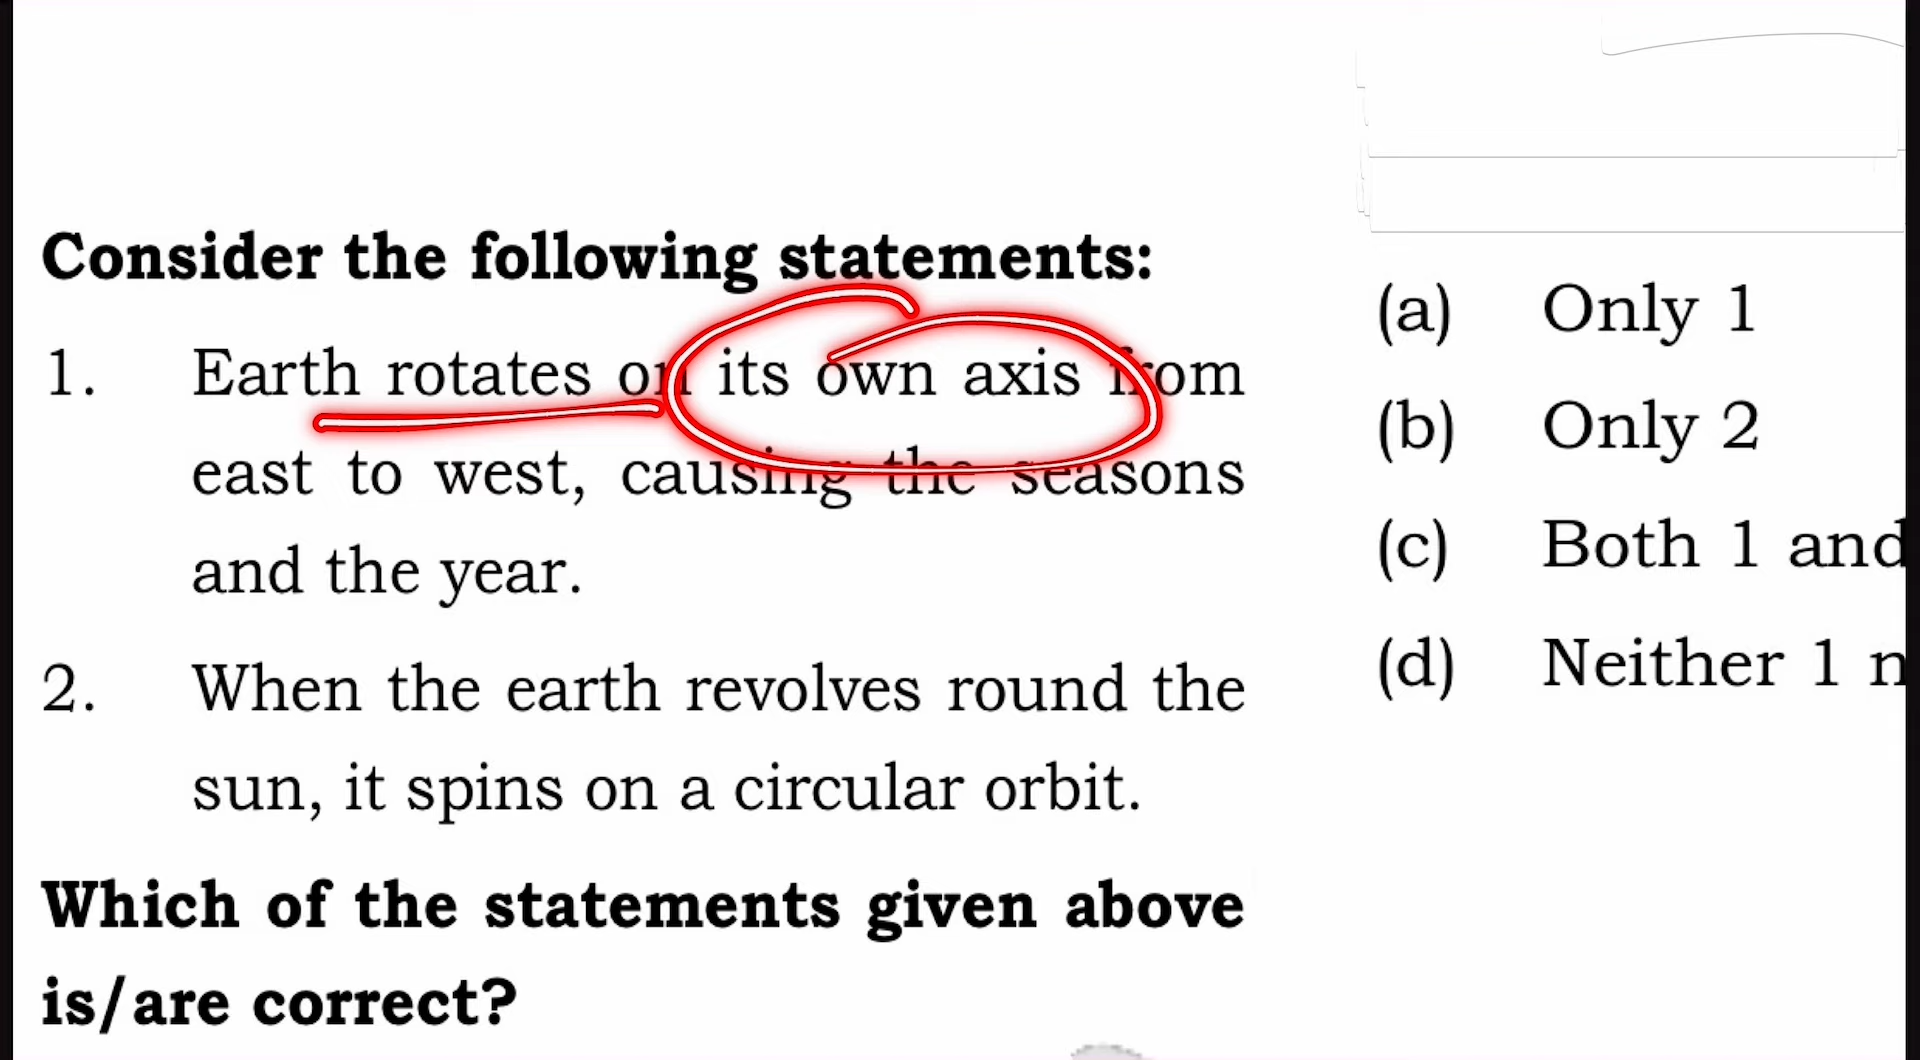 Consider the following statements:
1. Earth rotates on its own axis from
east to west, causing the seasons
and the year.
2. When the earth revolves round the
sun, it spins on a circular orbit.
Which of the statements given above
is/are correct?
(a) Only 1
(b) Only 2
(c) Both 1 and
(d) Neither 1 n